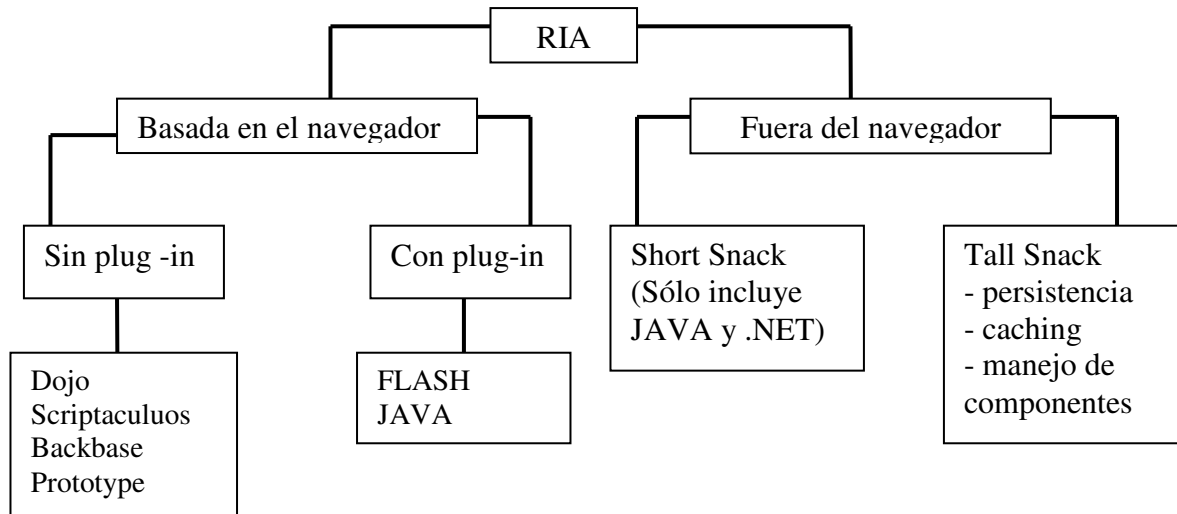 RIA
Basada en el navegador
Fuera del navegador
Sin plug -in
Con plug-in
Short Snack
(Sólo incluye
JAVA y .NET)
Tall Snack
- persistencia
- caching
- manejo de
componentes
Dojo
Scriptaculuos
Backbase
Prototype
FLASH
JAVA